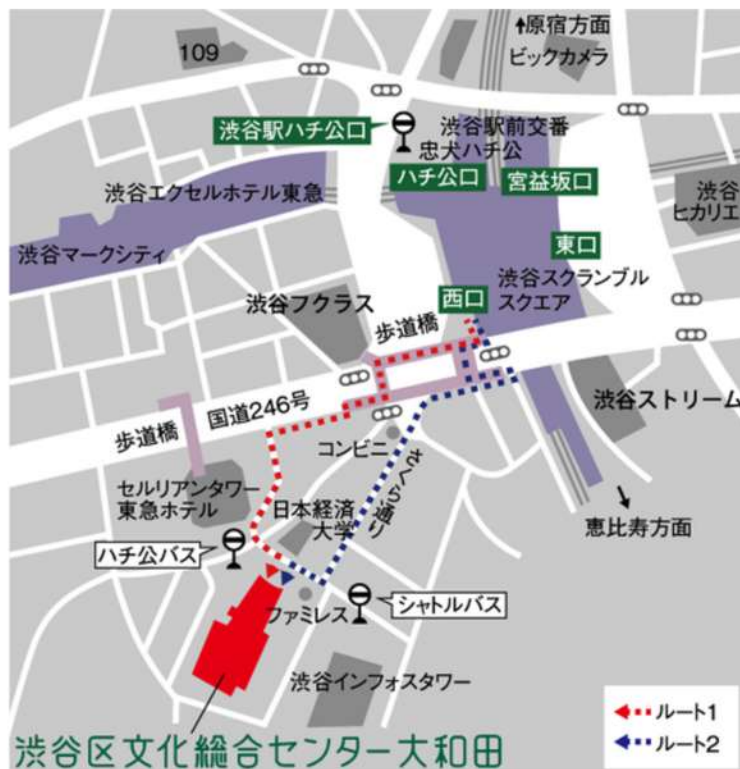 ↑原宿方面
109
ビックカメラ
渋谷駅ハチ公口
渋谷駅前交番
忠犬ハチ公
ハチ公口
宮益坂口
渋谷
ヒカリエ
渋谷エクセルホテル東急
渋谷マークシティ
東口
渋谷スクランブル
スクエア
西口
渋谷フクラス
歩道橋
国道246号
歩道橋
渋谷ストリーム
コンビニ
さくら通り
セルリアンタワー
東急ホテル
日本経済
大学
恵比寿方面
ハチ公バス
シャトルバス
ファミレス
渋谷インフォスタワー
ルート1
ルート2
渋谷区文化総合センター大和田